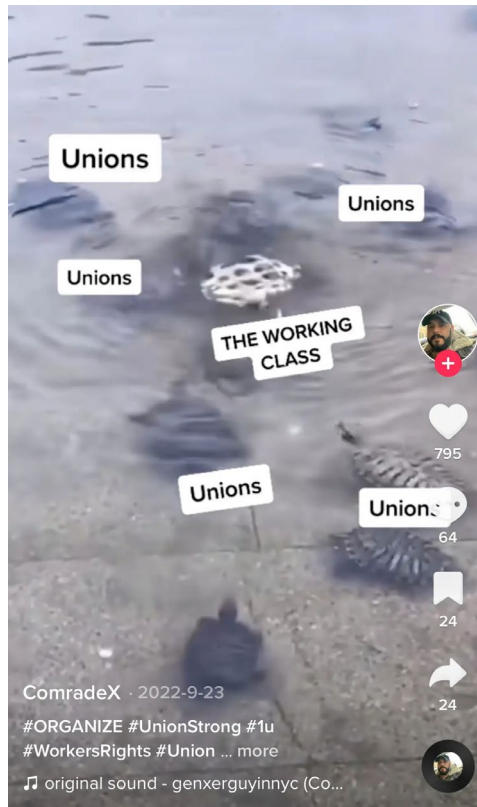 Unions
Unions
Unions
THE WORKING
CLASS
795
Unions
Unions
64
24
24
ComradeX · 2022-9-23
#ORGANIZE #UnionStrong #1u
#WorkersRights #Union ... more
original sound - genxerguyinnyc (Co...